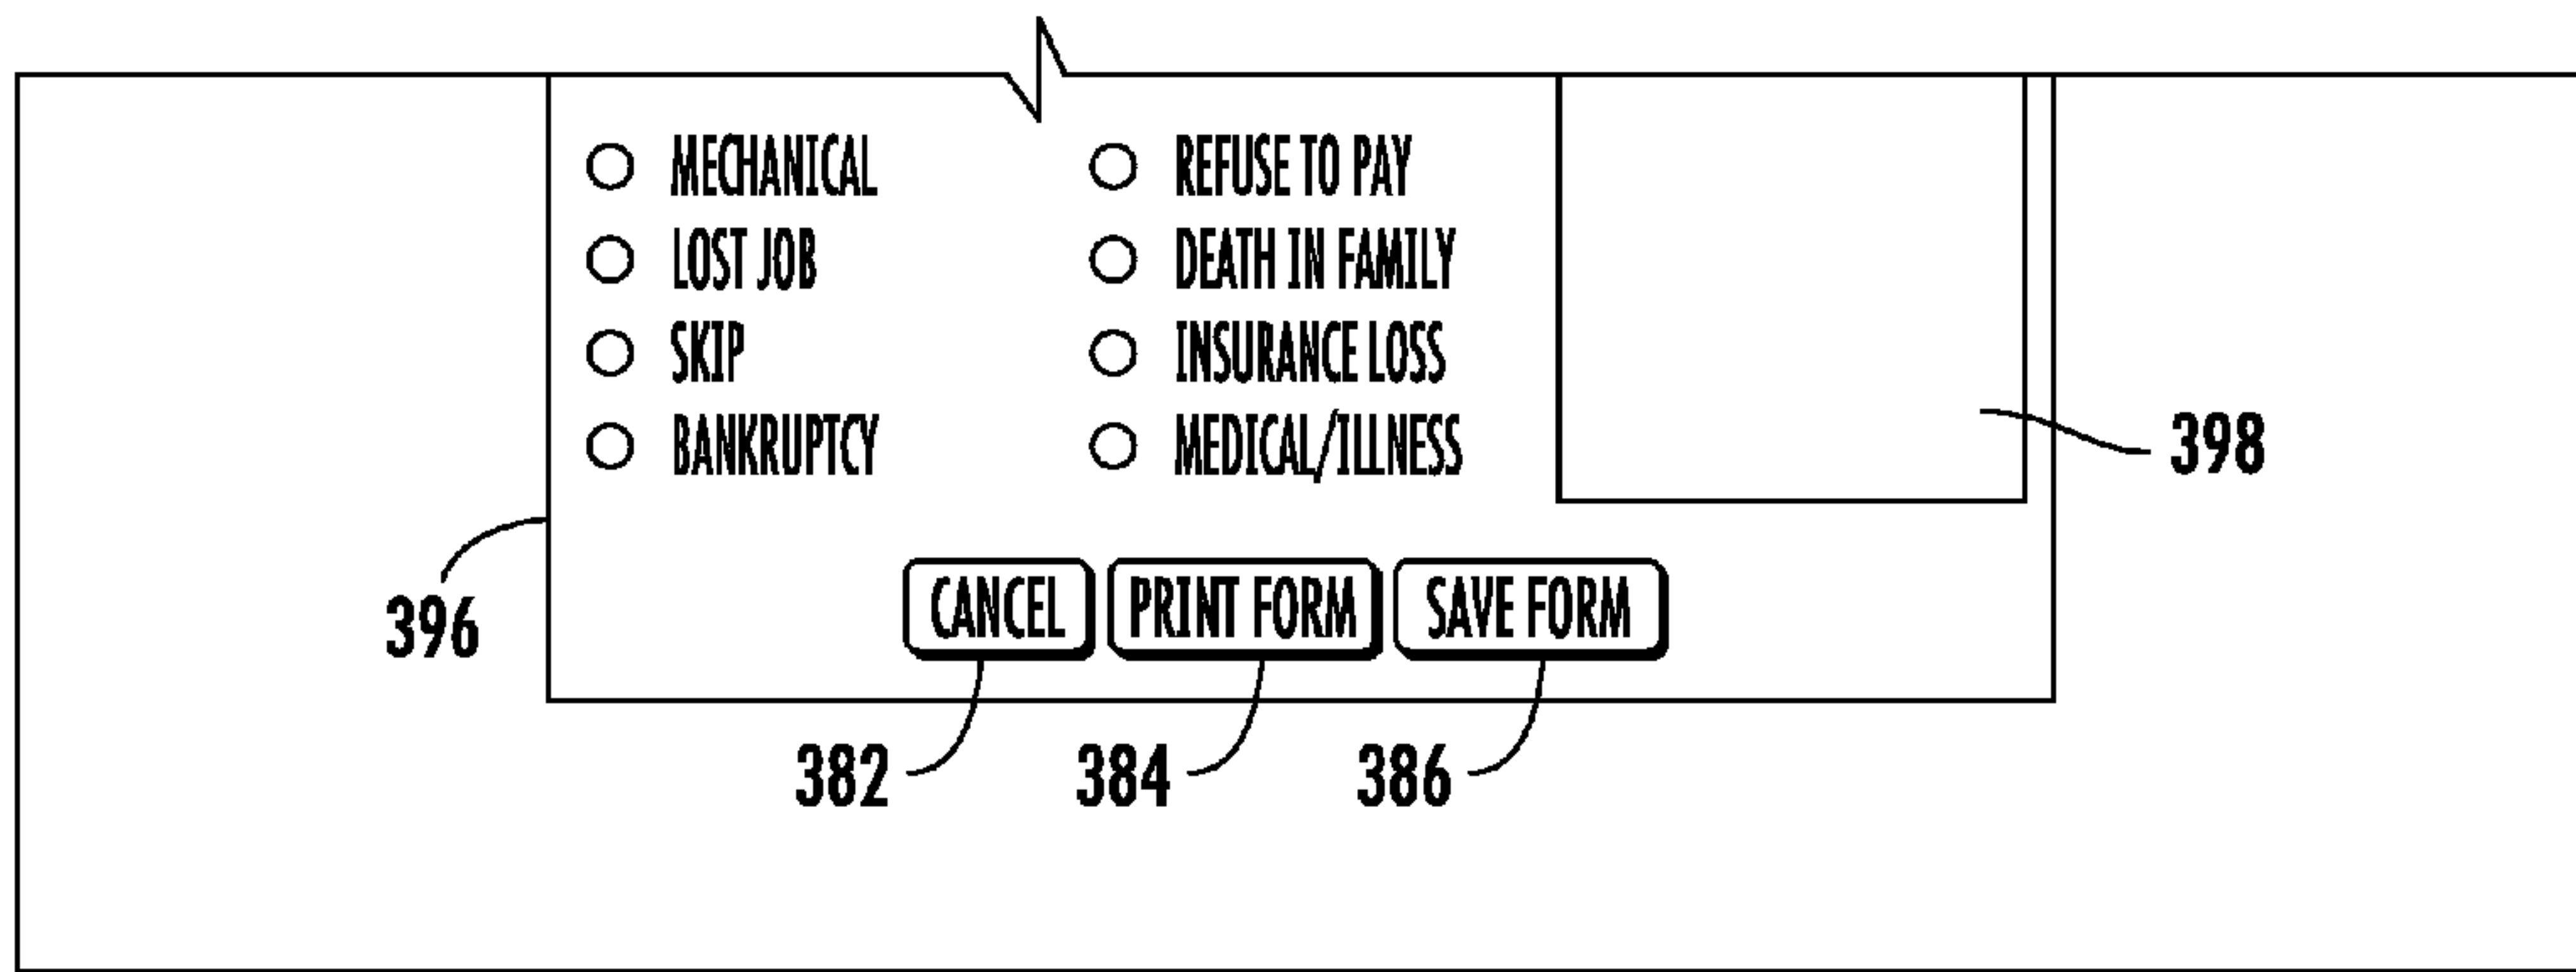 MECHANICAL REFUSE TO PAY
LOST JOB DEATH IN FAMILY
SKIP INSURANCE LOSS
BANKRUPTCY MEDICAL/ILLNESS
398
396
CANCEL PRINT FORM SAVE FORM
382 384 386